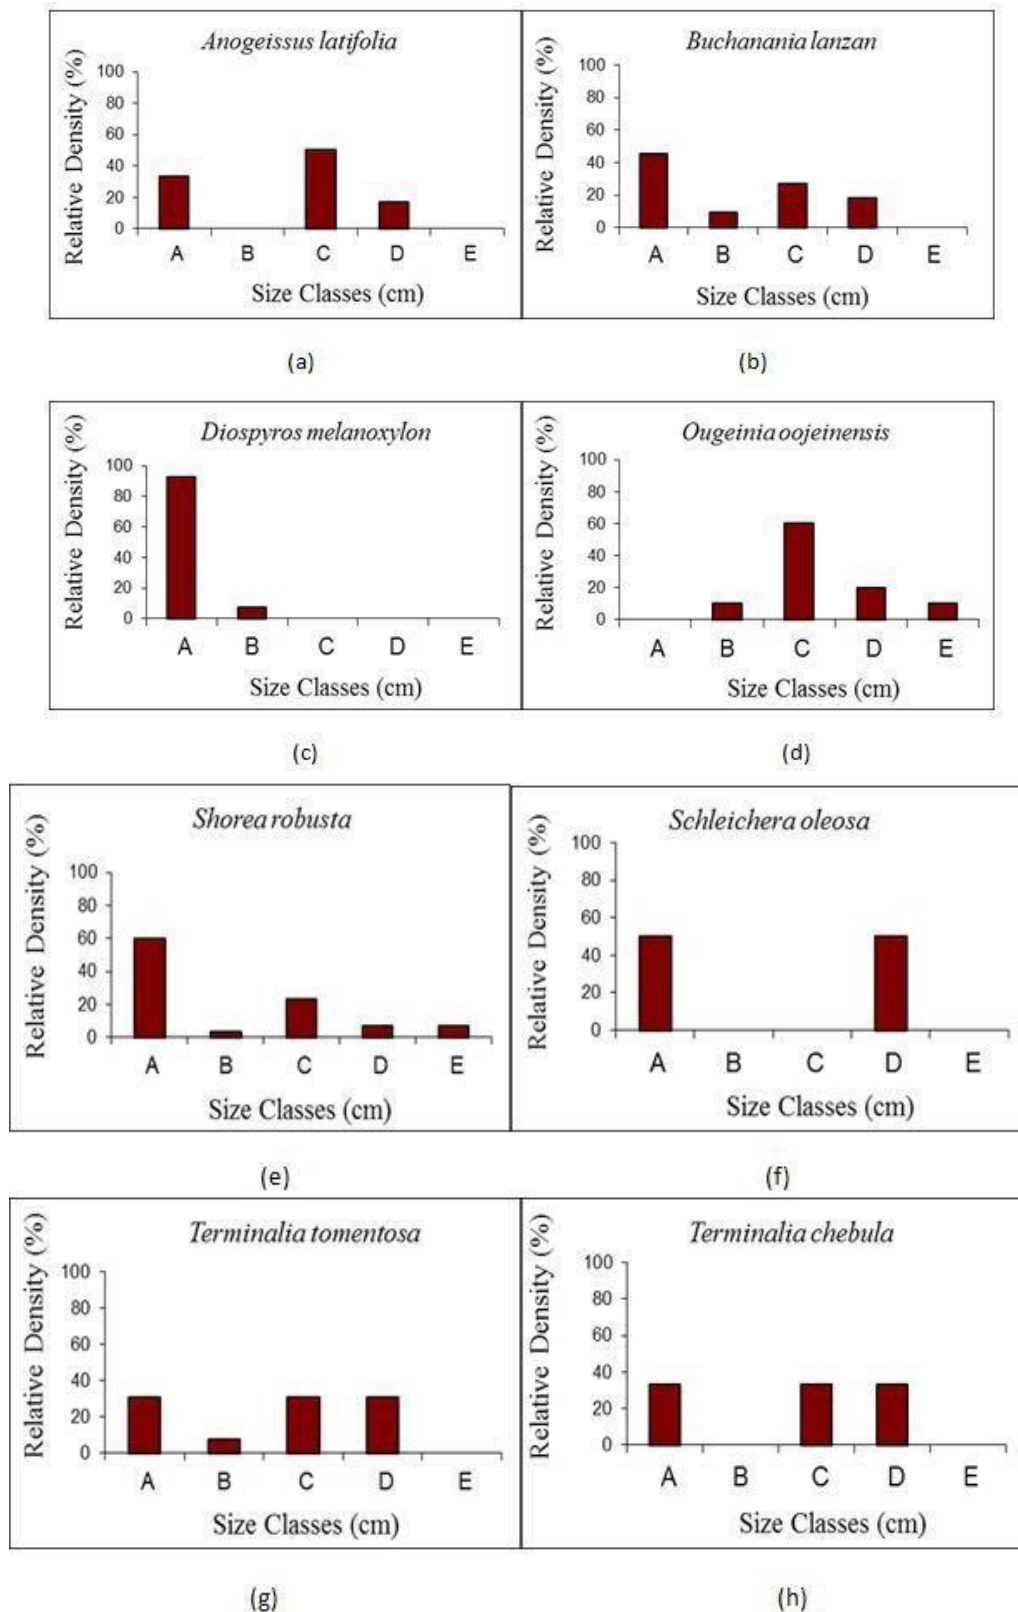 Anogeissus latifolia
Relative Density (%)
100
80
60
40
20
0
A B C D E
Size Classes (cm)
(a)
Buchanania lanzan
Relative Density (%)
100
80
60
40
20
0
A B C D E
Size Classes (cm)
(b)
Diospyros melanoxylon
Relative Density (%)
100
80
60
40
20
0
A B C D E
Size Classes (cm)
(c)
Ougeinia oojeinensis
Relative Density (%)
100
80
60
40
20
0
A B C D E
Size Classes (cm)
(d)
Shorea robusta
Relative Density (%)
100
80
60
40
20
0
A B C D E
Size Classes (cm)
(e)
Schleichera oleosa
Relative Density (%)
100
80
60
40
20
0
A B C D E
Size Classes (cm)
(f)
Terminalia tomentosa
Relative Density (%)
100
80
60
40
20
0
A B C D E
Size Classes (cm)
(g)
Terminalia chebula
Relative Density (%)
100
80
60
40
20
0
A B C D E
Size Classes (cm)
(h)